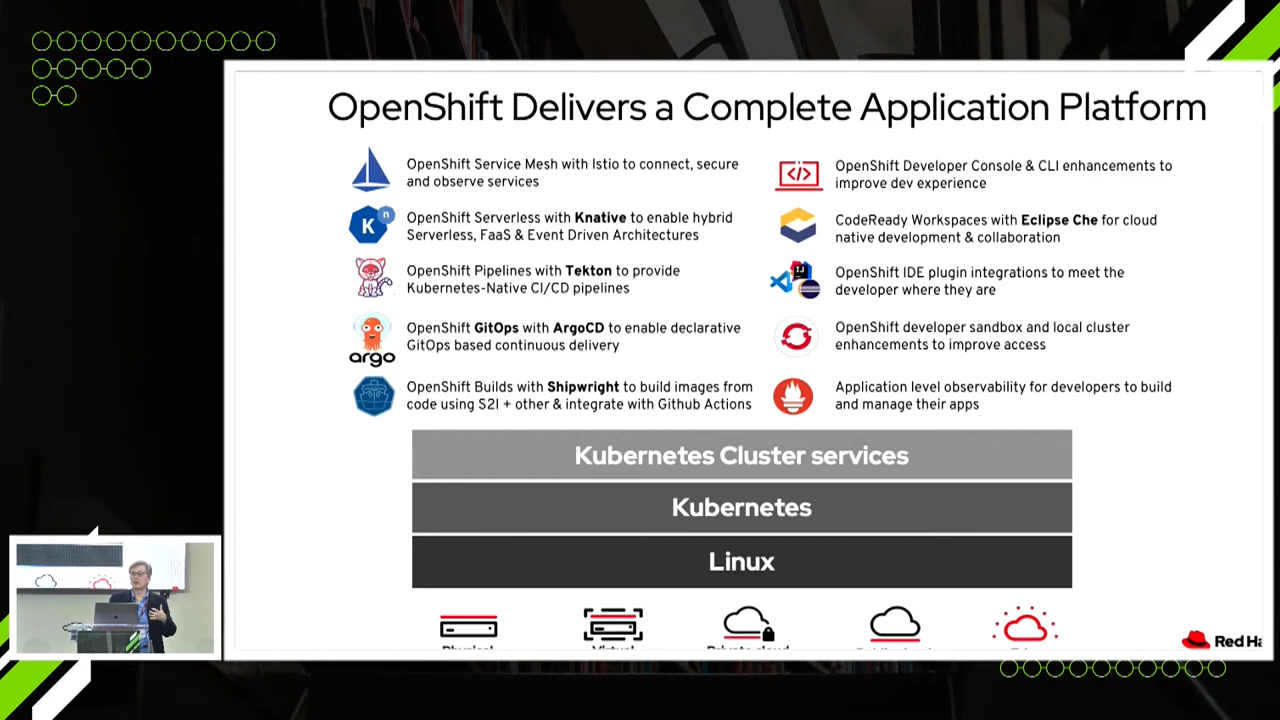 OpenShift Delivers a Complete Application Platform
OpenShift Service Mesh with Istio to connect, secure
and observe services
OpenShift Serverless with Knative to enable hybrid
Serverless, FaaS & Event Driven Architectures
OpenShift Pipelines with Tekton to provide
Kubernetes-Native CI/CD pipelines
OpenShift GitOps with ArgoCD to enable declarative
GitOps based continuous delivery
OpenShift Builds with Shipwright to build images from
code using S2I + other & integrate with Github Actions
K
n
argo
OpenShift Developer Console & CLI enhancements to
improve dev experience
CodeReady Workspaces with Eclipse Che for cloud
native development & collaboration
OpenShift IDE plugin integrations to meet the
developer where they are
OpenShift developer sandbox and local cluster
enhancements to improve access
Application level observability for developers to build
and manage their apps
</>
IJ
Kubernetes Cluster services
Kubernetes
Linux
Red Ha